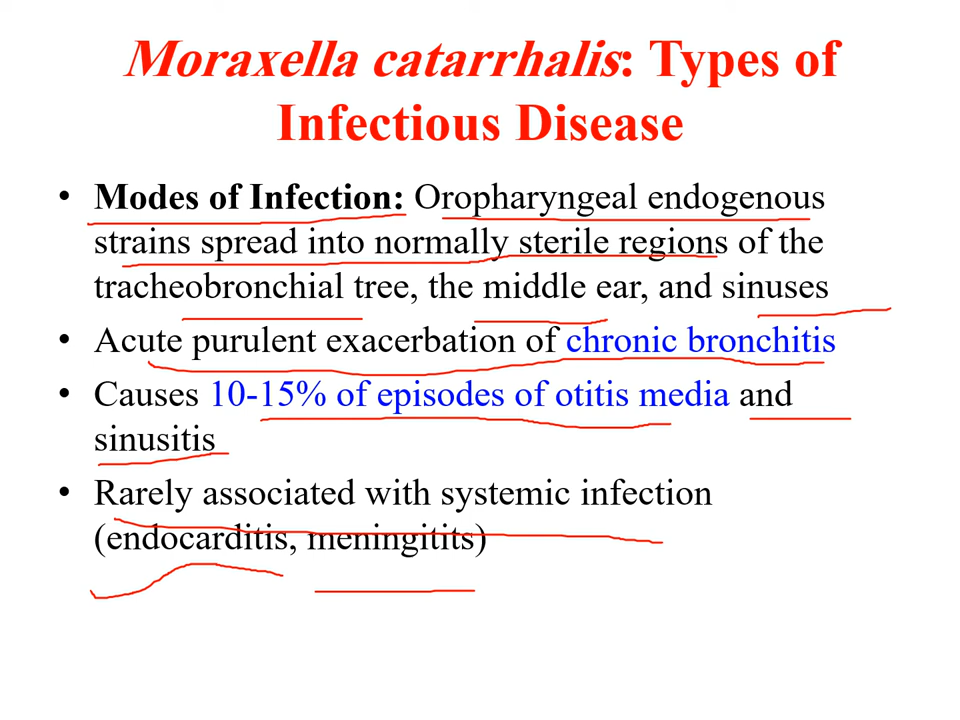 Moraxella catarrhalis: Types of
Infectious Disease
• Modes of Infection: Oropharyngeal endogenous
strains spread into normally sterile regions of the
tracheobronchial tree, the middle ear, and sinuses
• Acute purulent exacerbation of chronic bronchitis
• Causes 10-15% of episodes of otitis media and
sinusitis
• Rarely associated with systemic infection
(endocarditis, meningitits)